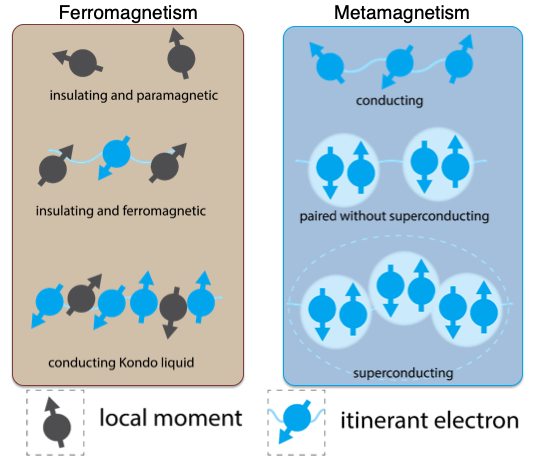 Ferromagnetism
insulating and paramagnetic
insulating and ferromagnetic
conducting Kondo liquid
Metamagnetism
conducting
paired without superconducting
superconducting
local moment
itinerant electron